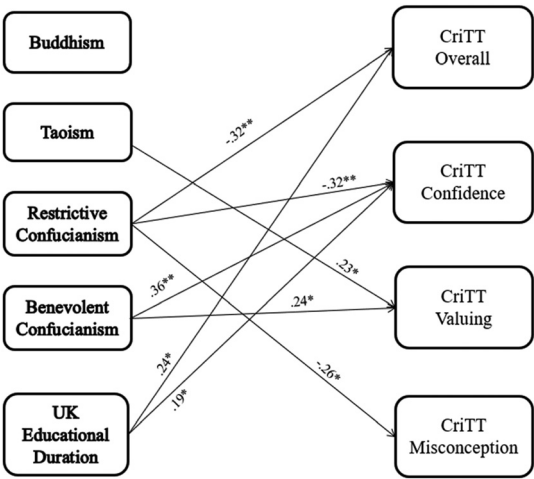 Buddhism
Taoism
Restrictive
Confucianism
Benevolent
Confucianism
UK
Educational
Duration
-.32**
-.32**
.23*
.36**
.24*
.24*
.19*
-.26*
CriTT
Overall
CriTT
Confidence
CriTT
Valuing
CriTT
Misconception